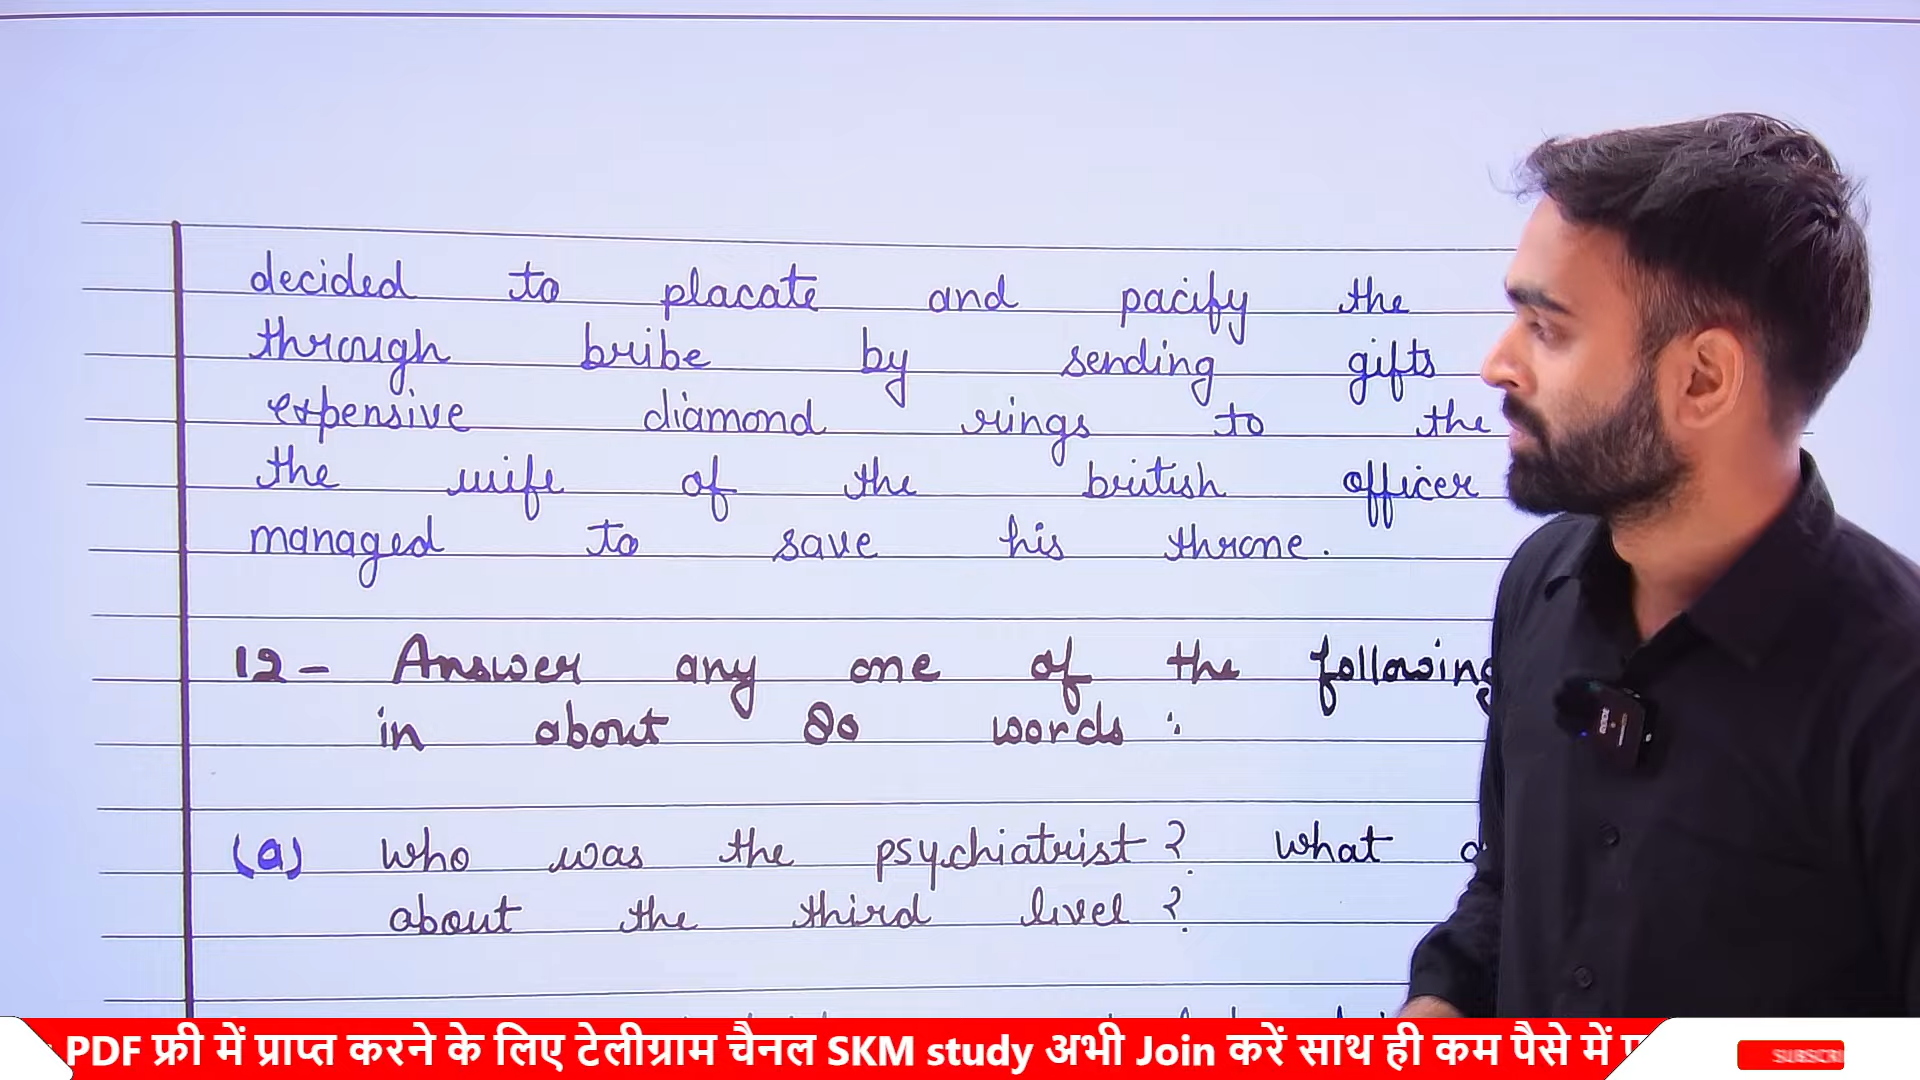 decided to placate and pacify the
through bribe by sending gifts
expensive diamond rings to the
the wife of the british officer
managed to save his throne.
12- Answer any one of the following
in about 80 words :
(a) who was the psychiatrist? what
about the third level?
PDF फ्री में प्राप्त करने के लिए टेलीग्राम चैनल SKM study अभी Join करें साथ ही कम पैसे में
SUBSCRI